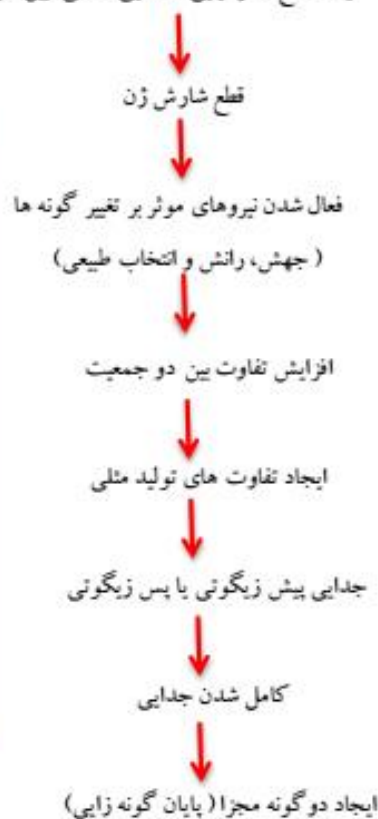 قطع شارش ژن
فعال شدن نیروهای موثر بر تغییر گونه ها
( جهش، رانش و انتخاب طبیعی)
افزایش تفاوت بین دو جمعیت
ایجاد تفاوت های تولید مثلی
جدایی پیش زیگوتی یا پس زیگوتی
کامل شدن جدایی
ایجاد دو گونه مجزا ( پایان گونه زایی)